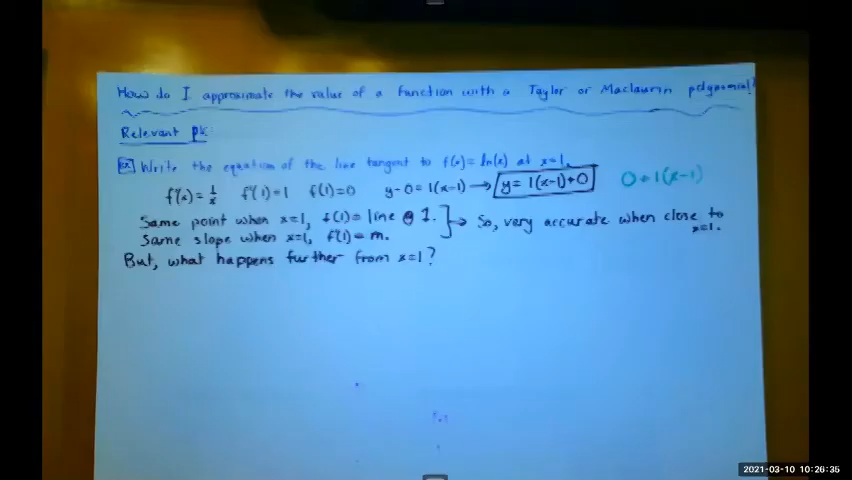 How do I approximate the value of a function with a Taylor or Maclaurin polynomial?
Relevant pk:
ex Write the equation of the line tangent to f(x) = ln(x) at x=1.
f'(x) = 1/x f'(1) = 1 f(1) = 0 y-0 = 1(x-1) → y = 1(x-1)+0 0+1(x-1)
Same point when x=1, f(1) = line @ 1.
Same slope when x=1, f'(1) = m.
→ So, very accurate when close to x=1.
But, what happens further from x=1?
2021-03-10 10:26:35